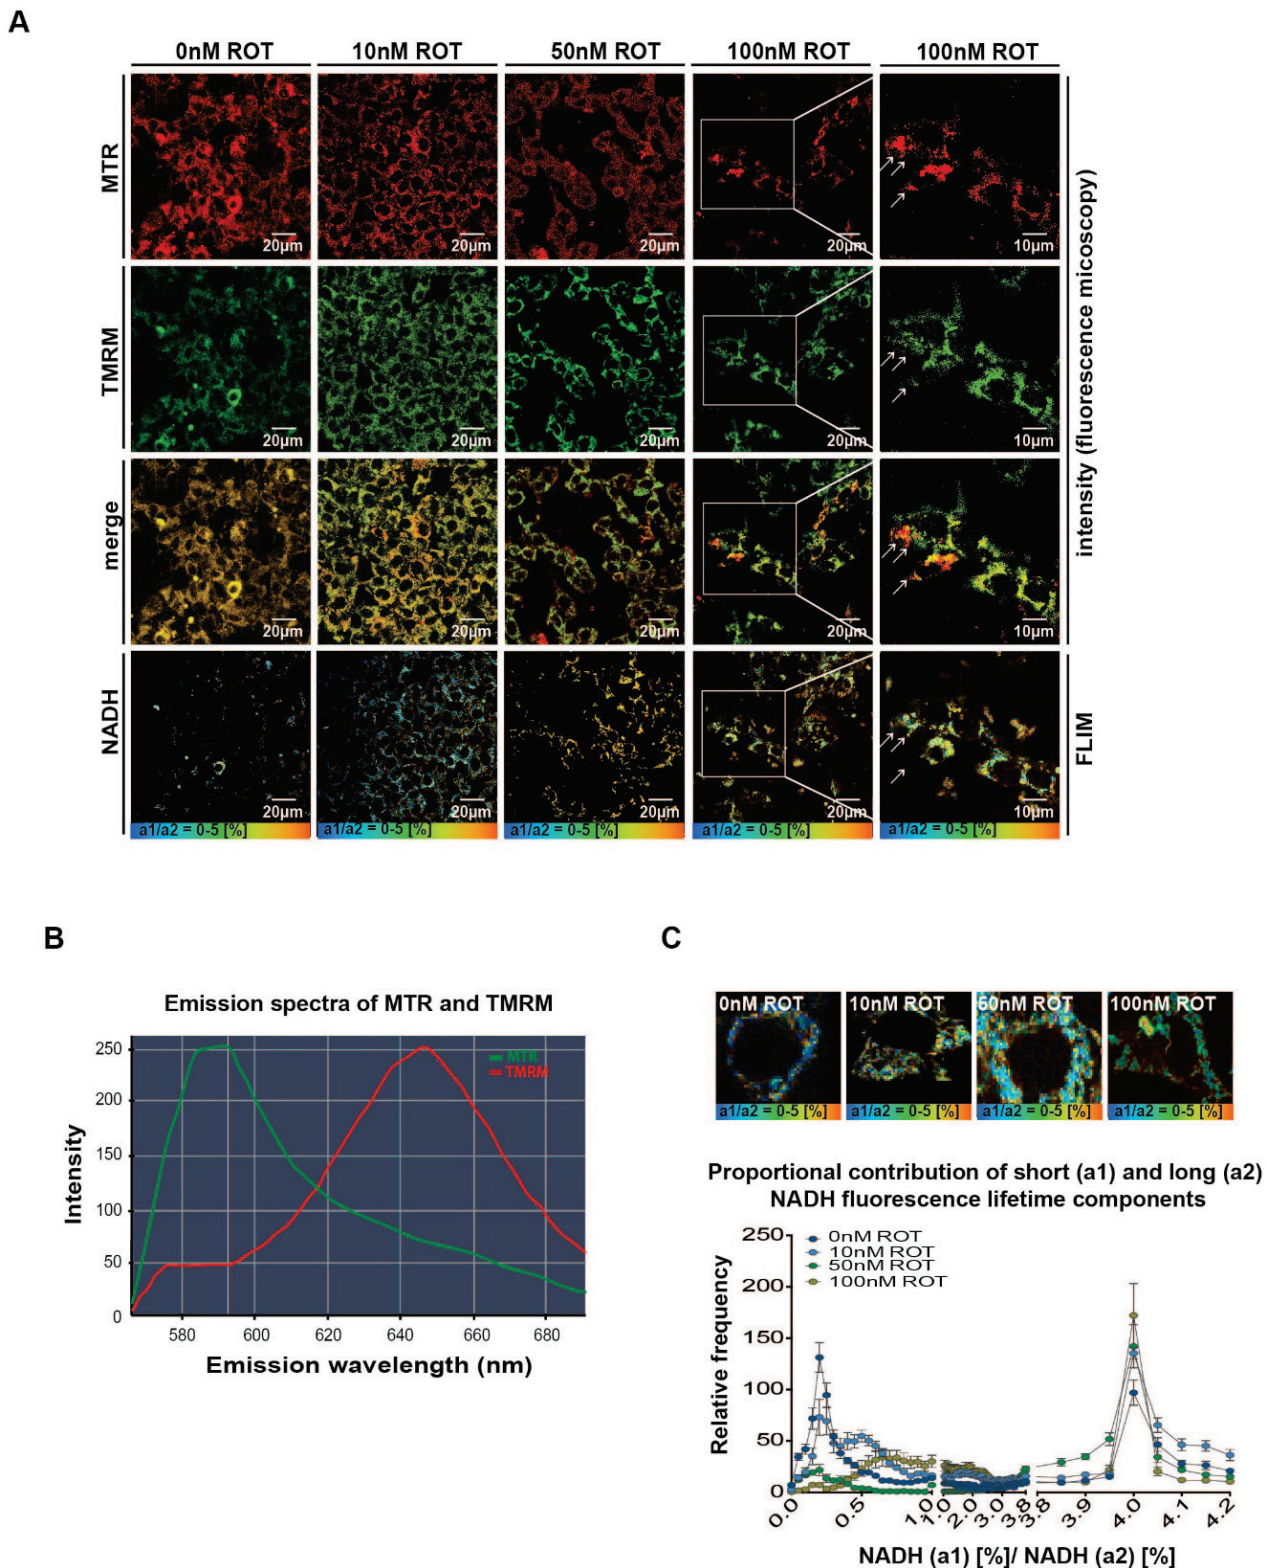 A
0nM ROT 10nM ROT 50nM ROT 100nM ROT 100nM ROT
MTR
20µm 20µm 20µm 20µm 10µm
TMRM
20µm 20µm 20µm 20µm 10µm
merge
20µm 20µm 20µm 20µm 10µm
NADH
20µm 20µm 20µm 20µm 10µm
a1/a2 = 0-5 [%] a1/a2 = 0-5 [%] a1/a2 = 0-5 [%] a1/a2 = 0-5 [%] a1/a2 = 0-5 [%]
intensity (fluorescence micoscopy)
FLIM
B
Emission spectra of MTR and TMRM
MTR
TMRM
250
200
150
100
50
0
580 600 620 640 660 680
Intensity
Emission wavelength (nm)
C
0nM ROT 10nM ROT 50nM ROT 100nM ROT
a1/a2 = 0-5 [%] a1/a2 = 0-5 [%] a1/a2 = 0-5 [%] a1/a2 = 0-5 [%]
Proportional contribution of short (a1) and long (a2)
NADH fluorescence lifetime components
0nM ROT
10nM ROT
50nM ROT
100nM ROT
250
200
150
100
50
0
Relative frequency
0.0 0.5 1.0 1.0 2.0 3.0 3.8 3.8 3.9 4.0 4.1 4.2
NADH (a1) [%]/ NADH (a2) [%]